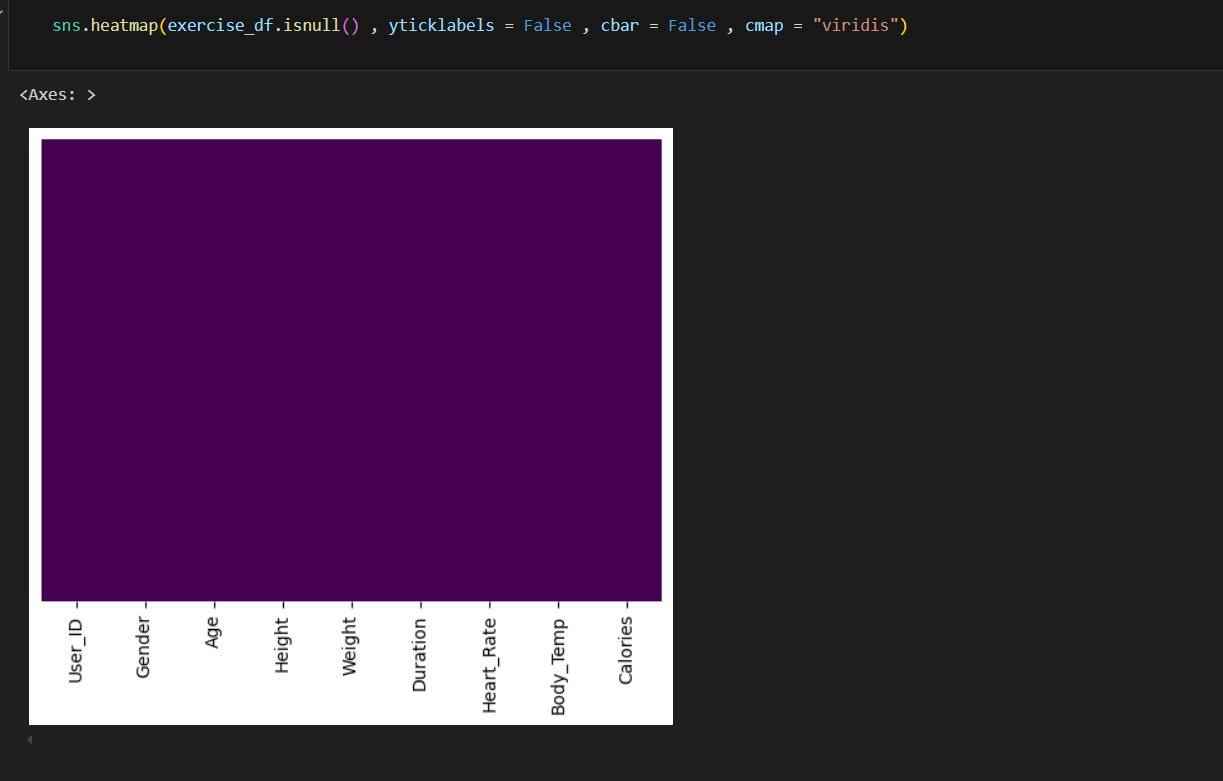 sns.heatmap(exercise_df.isnull() , yticklabels = False , cbar = False , cmap = "viridis")
<Axes: >
User_ID
Gender
Age
Height
Weight
Duration
Heart_Rate
Body_Temp
Calories